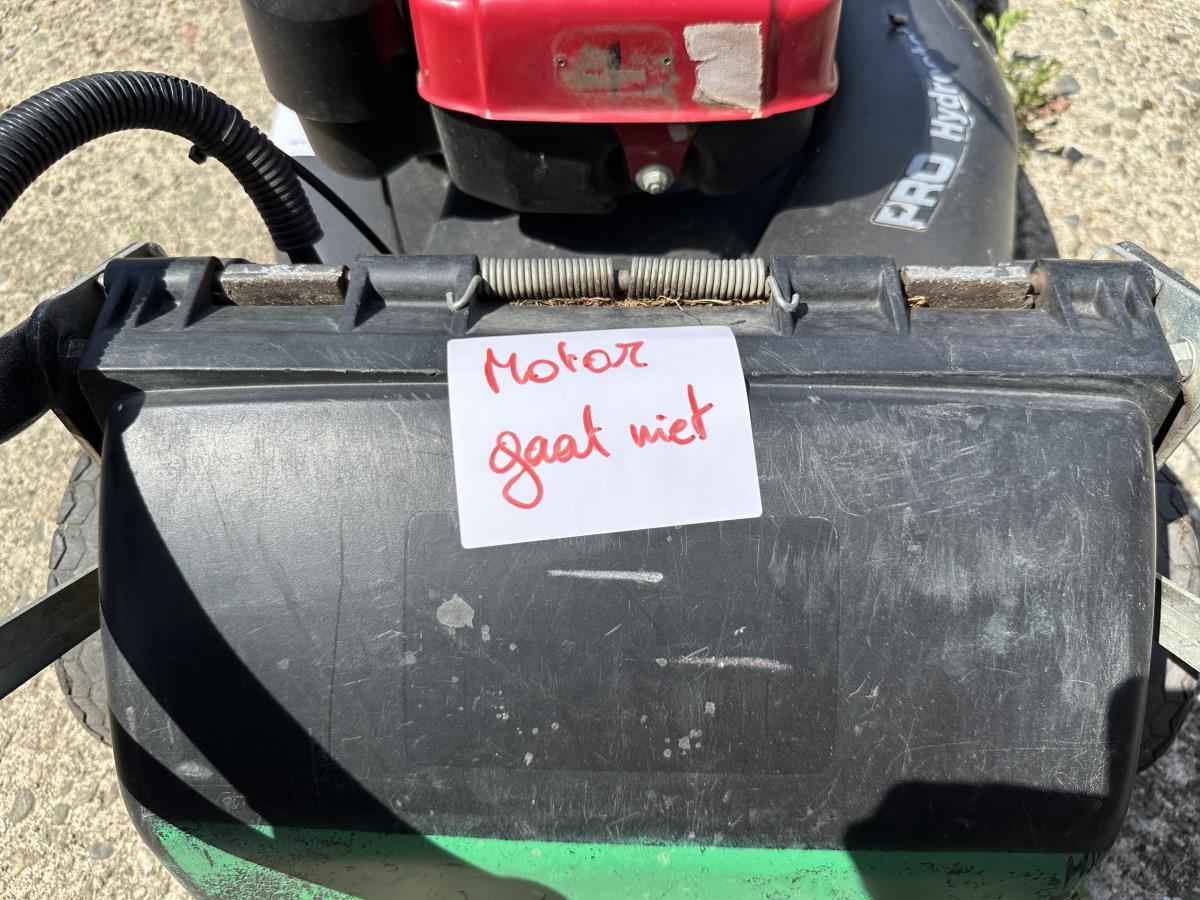 PRO Hydro
Motor
gaat niet